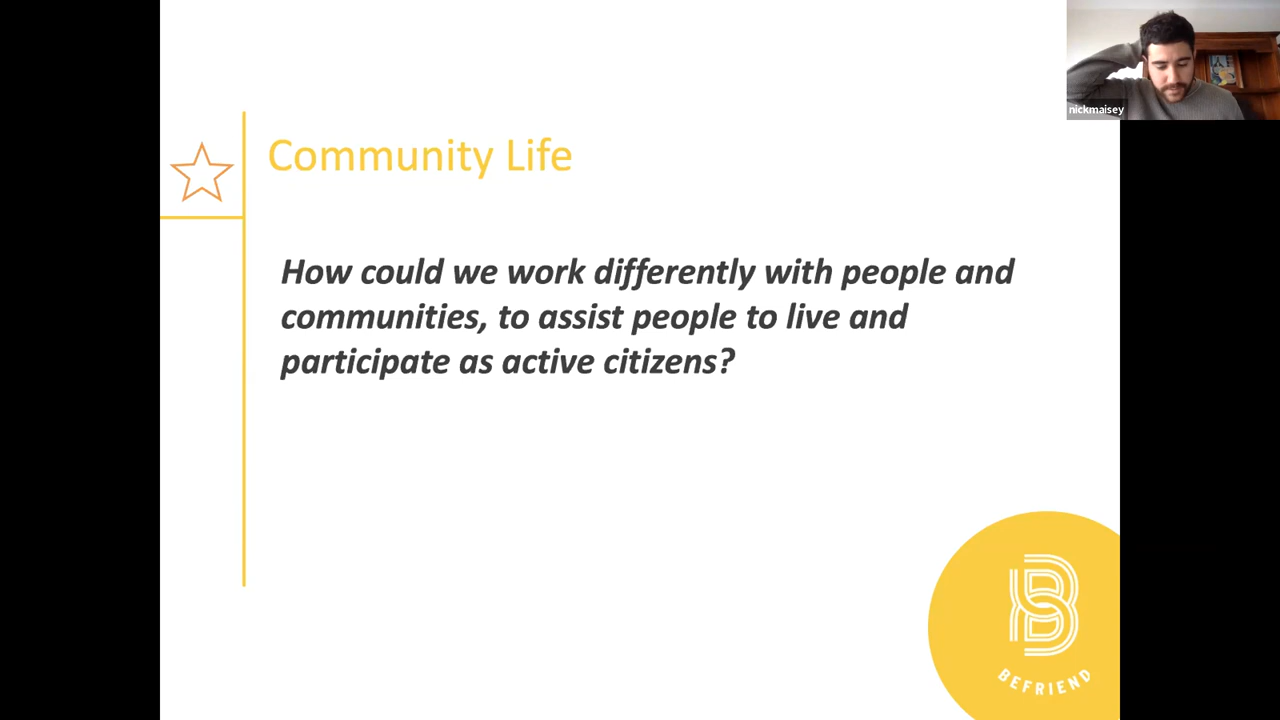 nickmaisey
Community Life
How could we work differently with people and
communities, to assist people to live and
participate as active citizens?
B
BEFRIEND